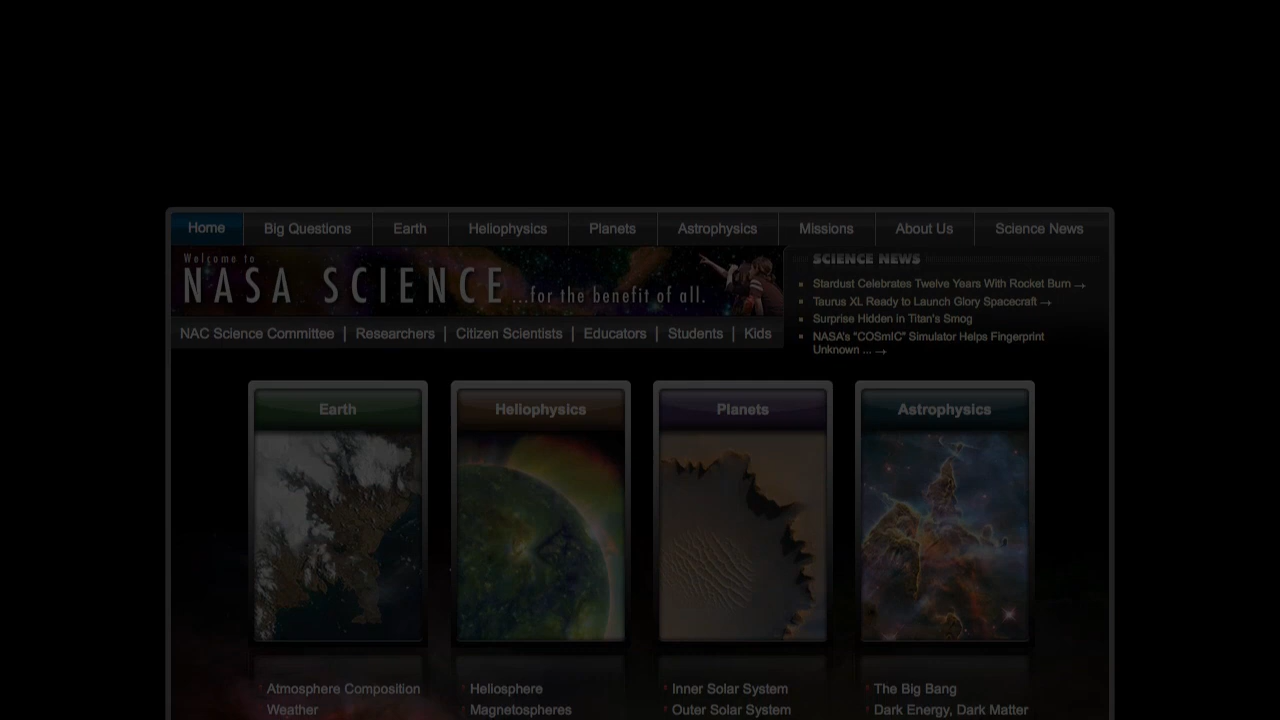 Home Big Questions Earth Heliophysics Planets Astrophysics Missions About Us Science News
Welcome to
NASA SCIENCE ...for the benefit of all.
NAC Science Committee | Researchers | Citizen Scientists | Educators | Students | Kids
SCIENCE NEWS
Stardust Celebrates Twelve Years With Rocket Burn →
Taurus XL Ready to Launch Glory Spacecraft →
Surprise Hidden in Titan's Smog
NASA's "COSmIC" Simulator Helps Fingerprint
Unknown ... →
Earth Heliophysics Planets Astrophysics
Atmosphere Composition Heliosphere Inner Solar System The Big Bang
Weather Magnetospheres Outer Solar System Dark Energy, Dark Matter